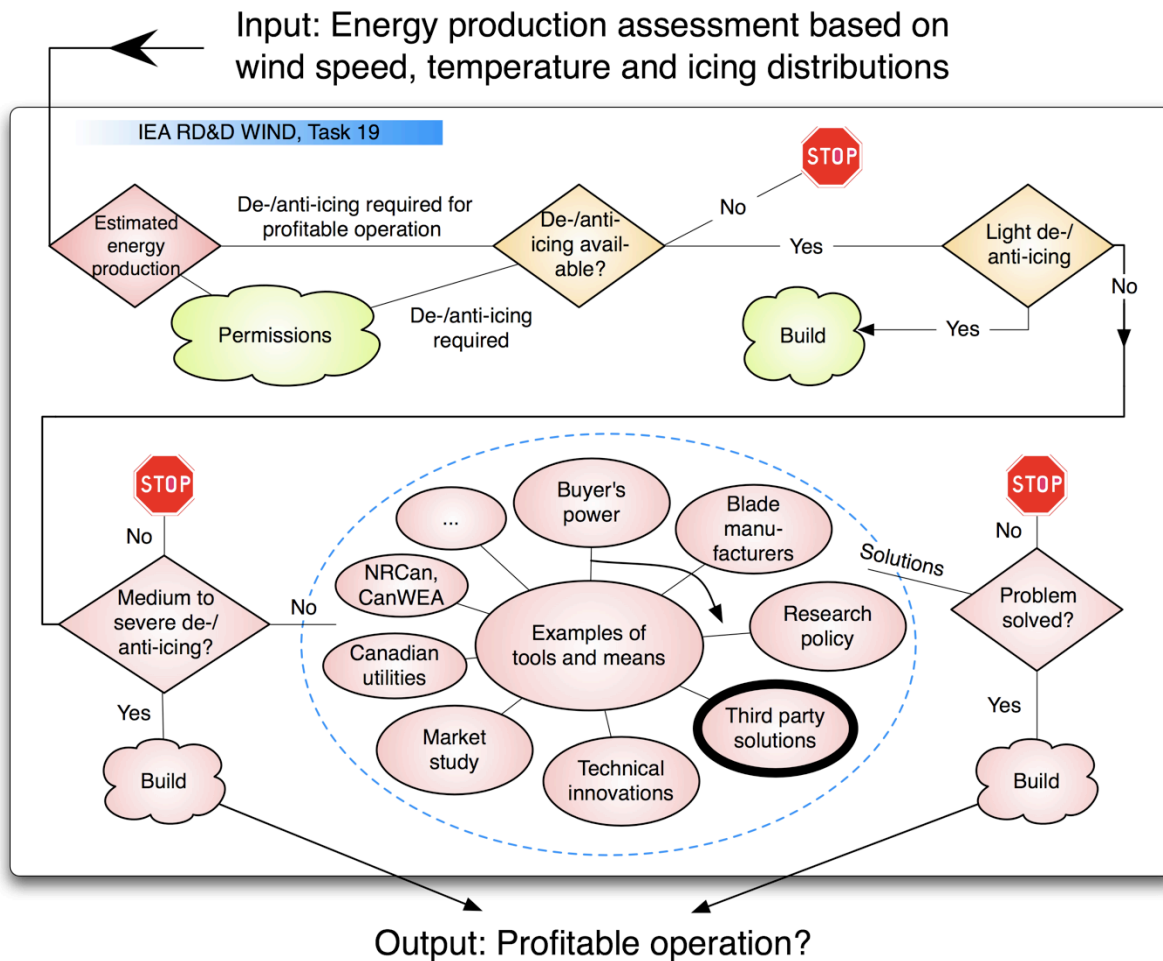 Input: Energy production assessment based on
wind speed, temperature and icing distributions
IEA RD&D WIND, Task 19
STOP
Estimated
energy
production
De-/anti-icing required for
profitable operation
De-/anti-
icing avail-
able?
No
Yes
Light de-/
anti-icing
No
Permissions
De-/anti-icing
required
Build
Yes
STOP
No
Medium to
severe de-/
anti-icing?
No
Yes
Build
...
Buyer's
power
Blade
manu-
facturers
NRCan,
CanWEA
Examples of
tools and means
Research
policy
Canadian
utilities
Third party
solutions
Market
study
Technical
innovations
Solutions
STOP
No
Problem
solved?
Yes
Build
Output: Profitable operation?